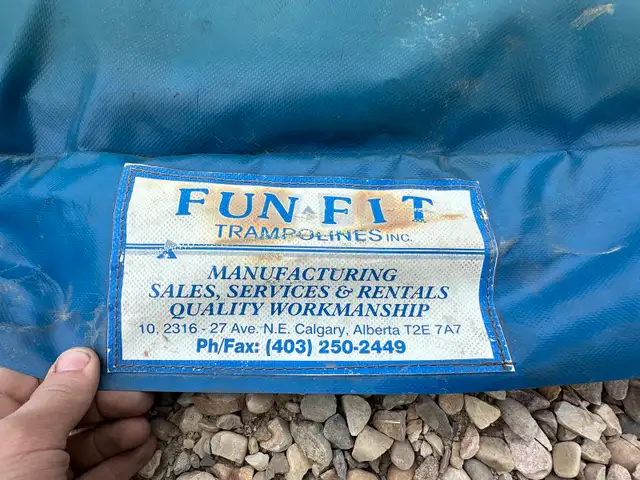 FUN FIT
TRAMPOLINES INC.
MANUFACTURING
SALES, SERVICES & RENTALS
QUALITY WORKMANSHIP
10, 2316 - 27 Ave. N.E. Calgary, Alberta T2E 7A7
Ph/Fax: (403) 250-2449